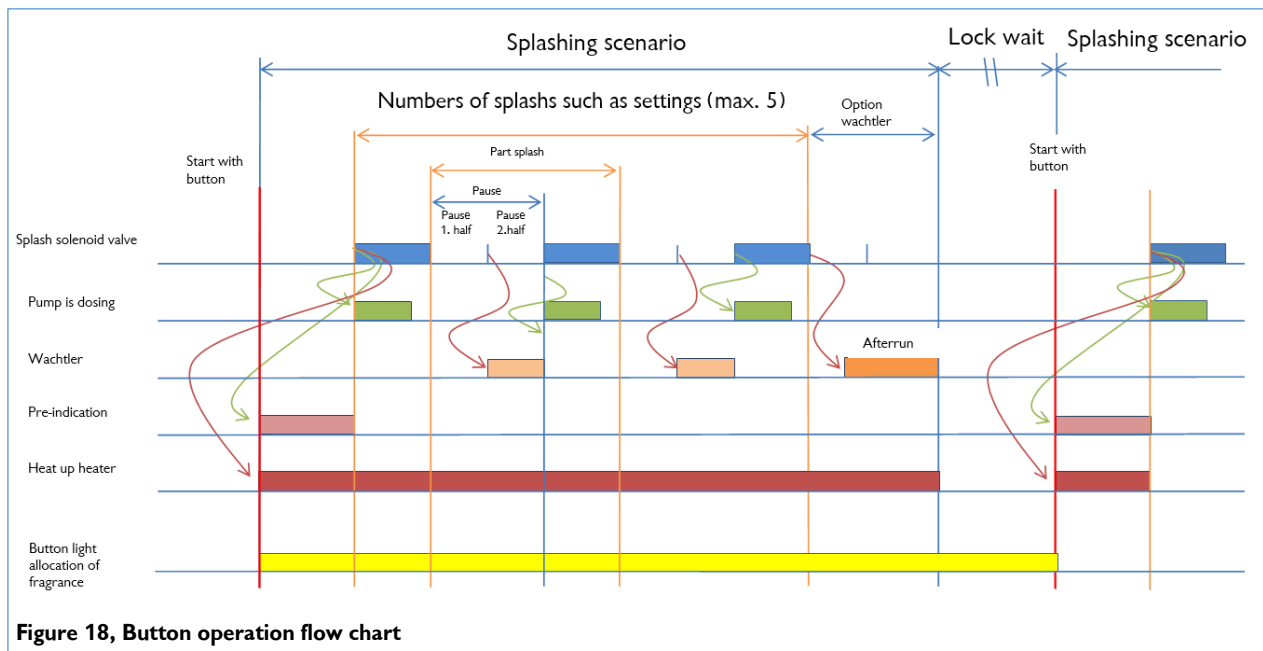 Splashing scenario
Lock wait
Splashing scenario
Numbers of splashs such as settings (max. 5)
Option
wachtler
Start with
button
Part splash
Start with
button
Pause
Pause
1. half
Pause
2.half
Splash solenoid valve
Pump is dosing
Wachtler
Afterrun
Pre-indication
Heat up heater
Button light
allocation of
fragrance
Figure 18, Button operation flow chart